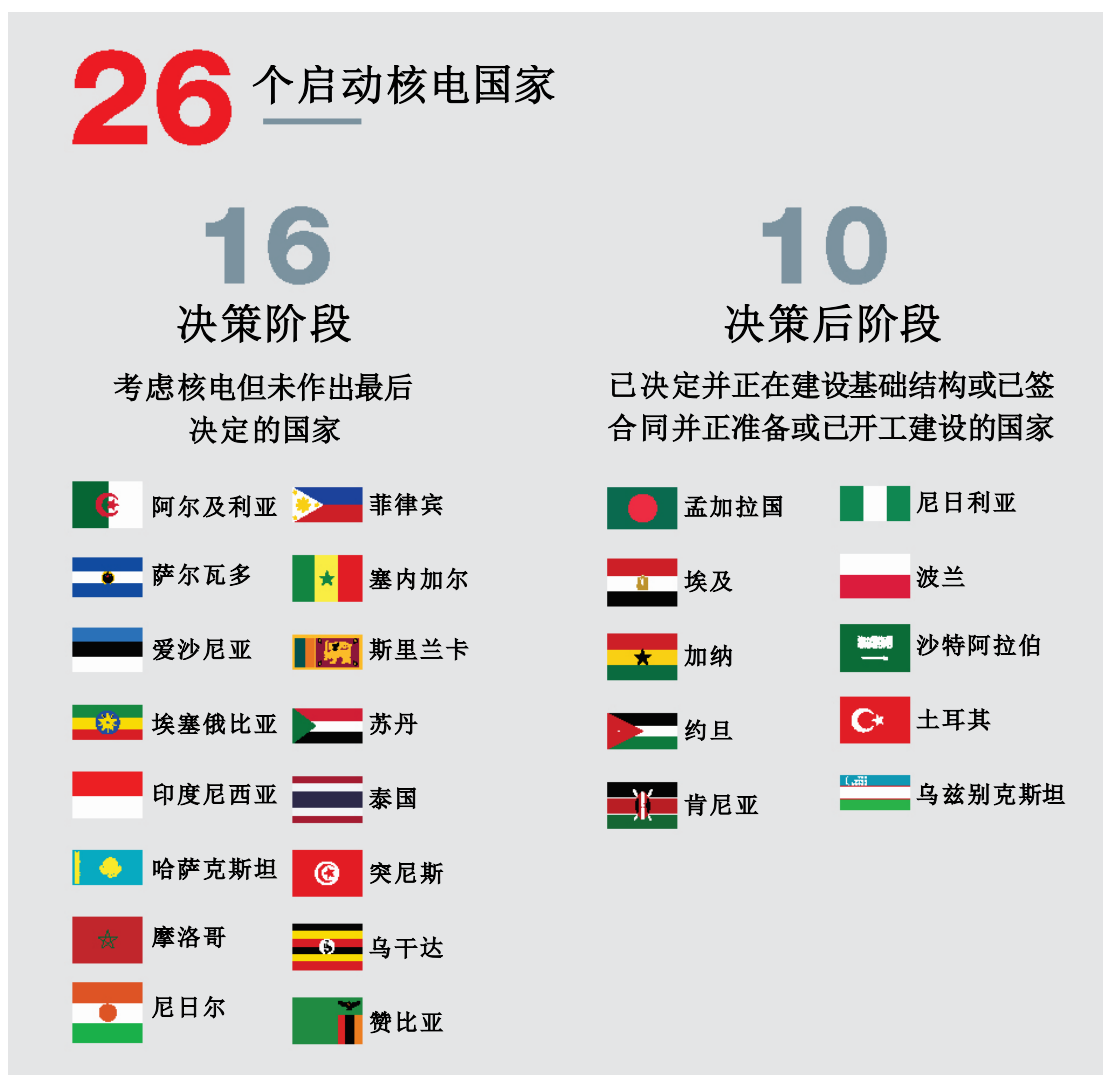 26 个启动核电国家
16
决策阶段
考虑核电但未作出最后
决定的国家
阿尔及利亚
萨尔瓦多
爱沙尼亚
埃塞俄比亚
印度尼西亚
哈萨克斯坦
摩洛哥
尼日尔
菲律宾
塞内加尔
斯里兰卡
苏丹
泰国
突尼斯
乌干达
赞比亚
10
决策后阶段
已决定并正在建设基础结构或已签
合同并正准备或已开工建设的国家
孟加拉国
埃及
加纳
约旦
肯尼亚
尼日利亚
波兰
沙特阿拉伯
土耳其
乌兹别克斯坦